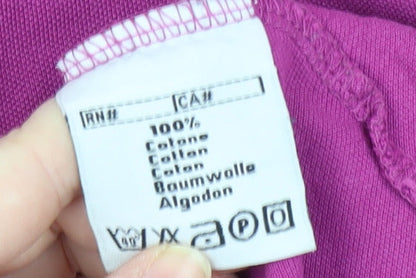 RN# CA#
100%
Cotone
Cotton
Coton
Baumwolle
Algodon
P